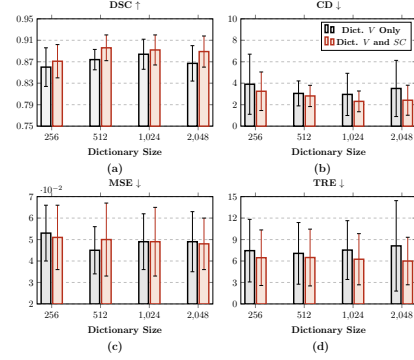 DSC ↑
0.95
0.91
0.87
0.83
0.79
0.75
256
512
1,024
2,048
Dictionary Size
(a)
CD ↓
10
8
6
4
2
0
Dict. V Only
Dict. V and SC
256
512
1,024
2,048
Dictionary Size
(b)
MSE ↓
·10⁻²
7
6
5
4
3
2
256
512
1,024
2,048
Dictionary Size
(c)
TRE ↓
15
12
9
6
3
0
256
512
1,024
2,048
Dictionary Size
(d)